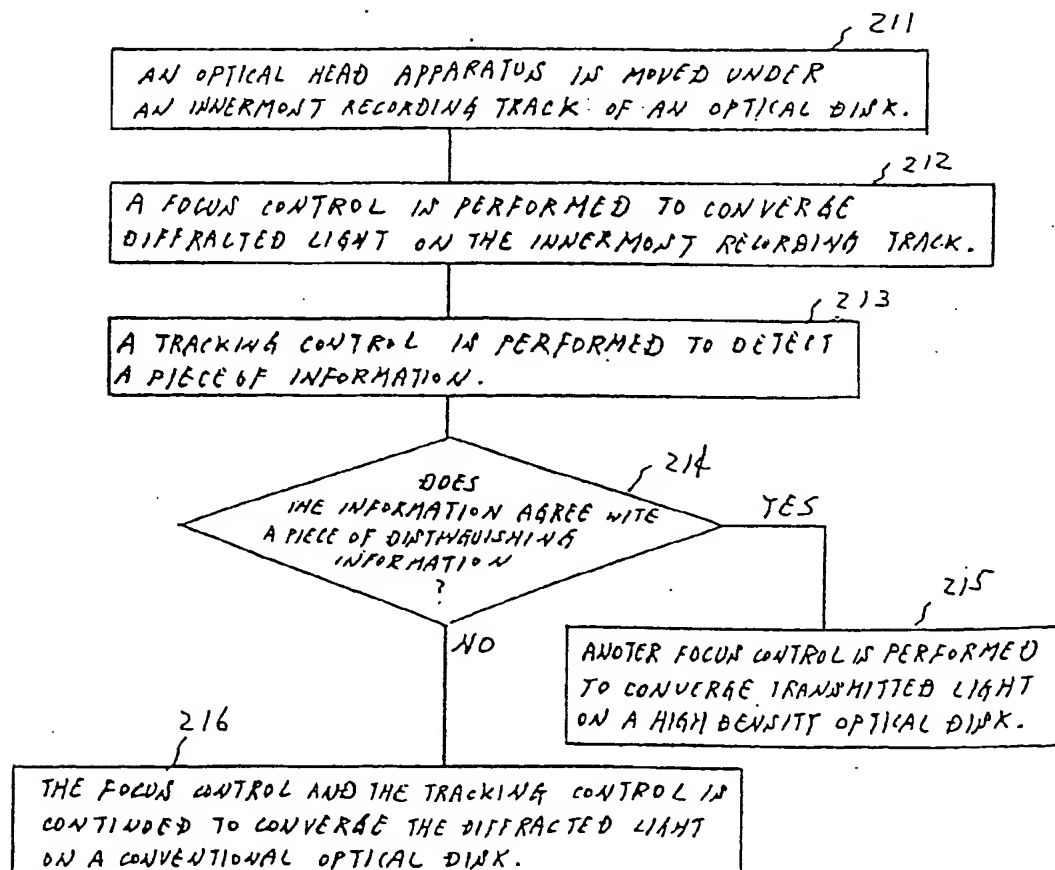 211
AN OPTICAL HEAD APPARATUS IS MOVED UNDER
AN INNERMOST RECORDING TRACK OF AN OPTICAL DISK.
212
A FOCUS CONTROL IS PERFORMED TO CONVERGE
DIFFRACTED LIGHT ON THE INNERMOST RECORDING TRACK.
213
A TRACKING CONTROL IS PERFORMED TO DETECT
A PIECE OF INFORMATION.
214
DOES
THE INFORMATION AGREE WITE
A PIECE OF DISTINGUISHING
INFORMATION
?
YES
NO
215
ANOTER FOCUS CONTROL IS PERFORMED
TO CONVERGE TRANSMITTED LIGHT
ON A HIGH DENSITY OPTICAL DISK.
216
THE FOCUS CONTROL AND THE TRACKING CONTROL IS
CONTINDED TO CONVERGE THE DIFFRACTED LIGHT
ON A CONVENTIONAL OPTICAL DISK.